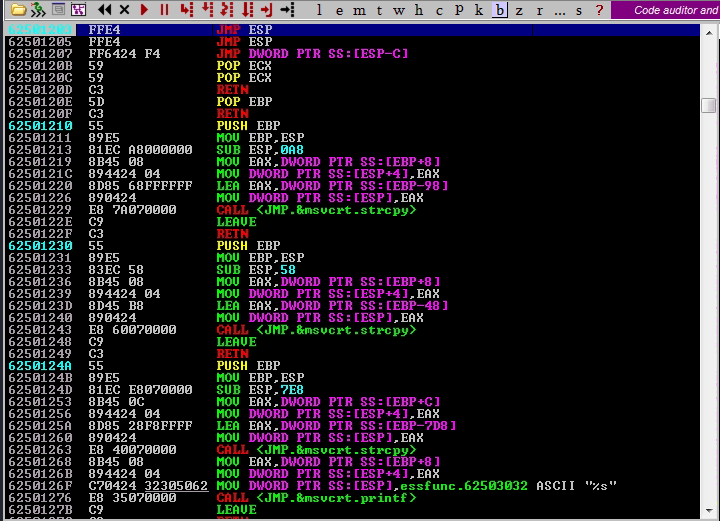 l e m t w h c p k b z r ... s ? Code auditor and
62501203 FFE4 JMP ESP
62501205 FFE4 JMP ESP
62501207 FF6424 F4 JMP DWORD PTR SS:[ESP-C]
6250120B 59 POP ECX
6250120C 59 POP ECX
6250120D C3 RETN
6250120E 5D POP EBP
6250120F C3 RETN
62501210 55 PUSH EBP
62501211 89E5 MOV EBP,ESP
62501213 81EC A8000000 SUB ESP,0A8
62501219 8B45 08 MOV EAX,DWORD PTR SS:[EBP+8]
6250121C 894424 04 MOV DWORD PTR SS:[ESP+4],EAX
62501220 8D85 68FFFFFF LEA EAX,DWORD PTR SS:[EBP-98]
62501226 890424 MOV DWORD PTR SS:[ESP],EAX
62501229 E8 7A070000 CALL <JMP.&msvcrt.strcpy>
6250122E C9 LEAVE
6250122F C3 RETN
62501230 55 PUSH EBP
62501231 89E5 MOV EBP,ESP
62501233 83EC 58 SUB ESP,58
62501236 8B45 08 MOV EAX,DWORD PTR SS:[EBP+8]
62501239 894424 04 MOV DWORD PTR SS:[ESP+4],EAX
6250123D 8D45 B8 LEA EAX,DWORD PTR SS:[EBP-48]
62501240 890424 MOV DWORD PTR SS:[ESP],EAX
62501243 E8 60070000 CALL <JMP.&msvcrt.strcpy>
62501248 C9 LEAVE
62501249 C3 RETN
6250124A 55 PUSH EBP
6250124B 89E5 MOV EBP,ESP
6250124D 81EC E8070000 SUB ESP,7E8
62501253 8B45 0C MOV EAX,DWORD PTR SS:[EBP+C]
62501256 894424 04 MOV DWORD PTR SS:[ESP+4],EAX
6250125A 8D85 28F8FFFF LEA EAX,DWORD PTR SS:[EBP-7D8]
62501260 890424 MOV DWORD PTR SS:[ESP],EAX
62501263 E8 40070000 CALL <JMP.&msvcrt.strcpy>
62501268 8B45 08 MOV EAX,DWORD PTR SS:[EBP+8]
6250126B 894424 04 MOV DWORD PTR SS:[ESP+4],EAX
6250126F C70424 32305062 MOV DWORD PTR SS:[ESP],essfunc.62503032 ASCII "%s"
62501276 E8 35070000 CALL <JMP.&msvcrt.printf>
6250127B C9 LEAVE